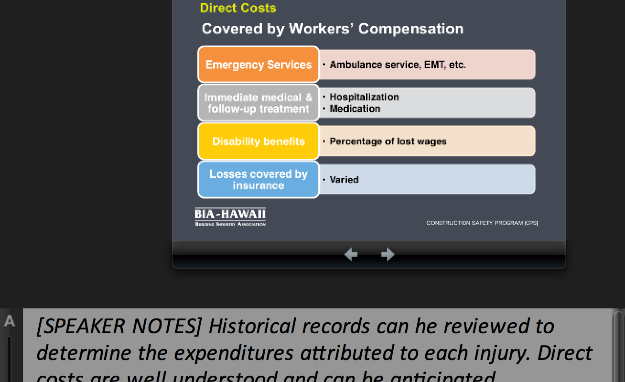 Direct Costs
Covered by Workers' Compensation
Emergency Services
• Ambulance service, EMT, etc.
Immediate medical &
follow-up treatment
• Hospitalization
• Medication
Disability benefits
• Percentage of lost wages
Losses covered by
insurance
• Varied
BIA-HAWAII
BUILDING INDUSTRY ASSOCIATION
CONSTRUCTION SAFETY PROGRAM [CPS]
A
[SPEAKER NOTES] Historical records can he reviewed to
determine the expenditures attributed to each injury. Direct
costs are well understood and can be anticipated